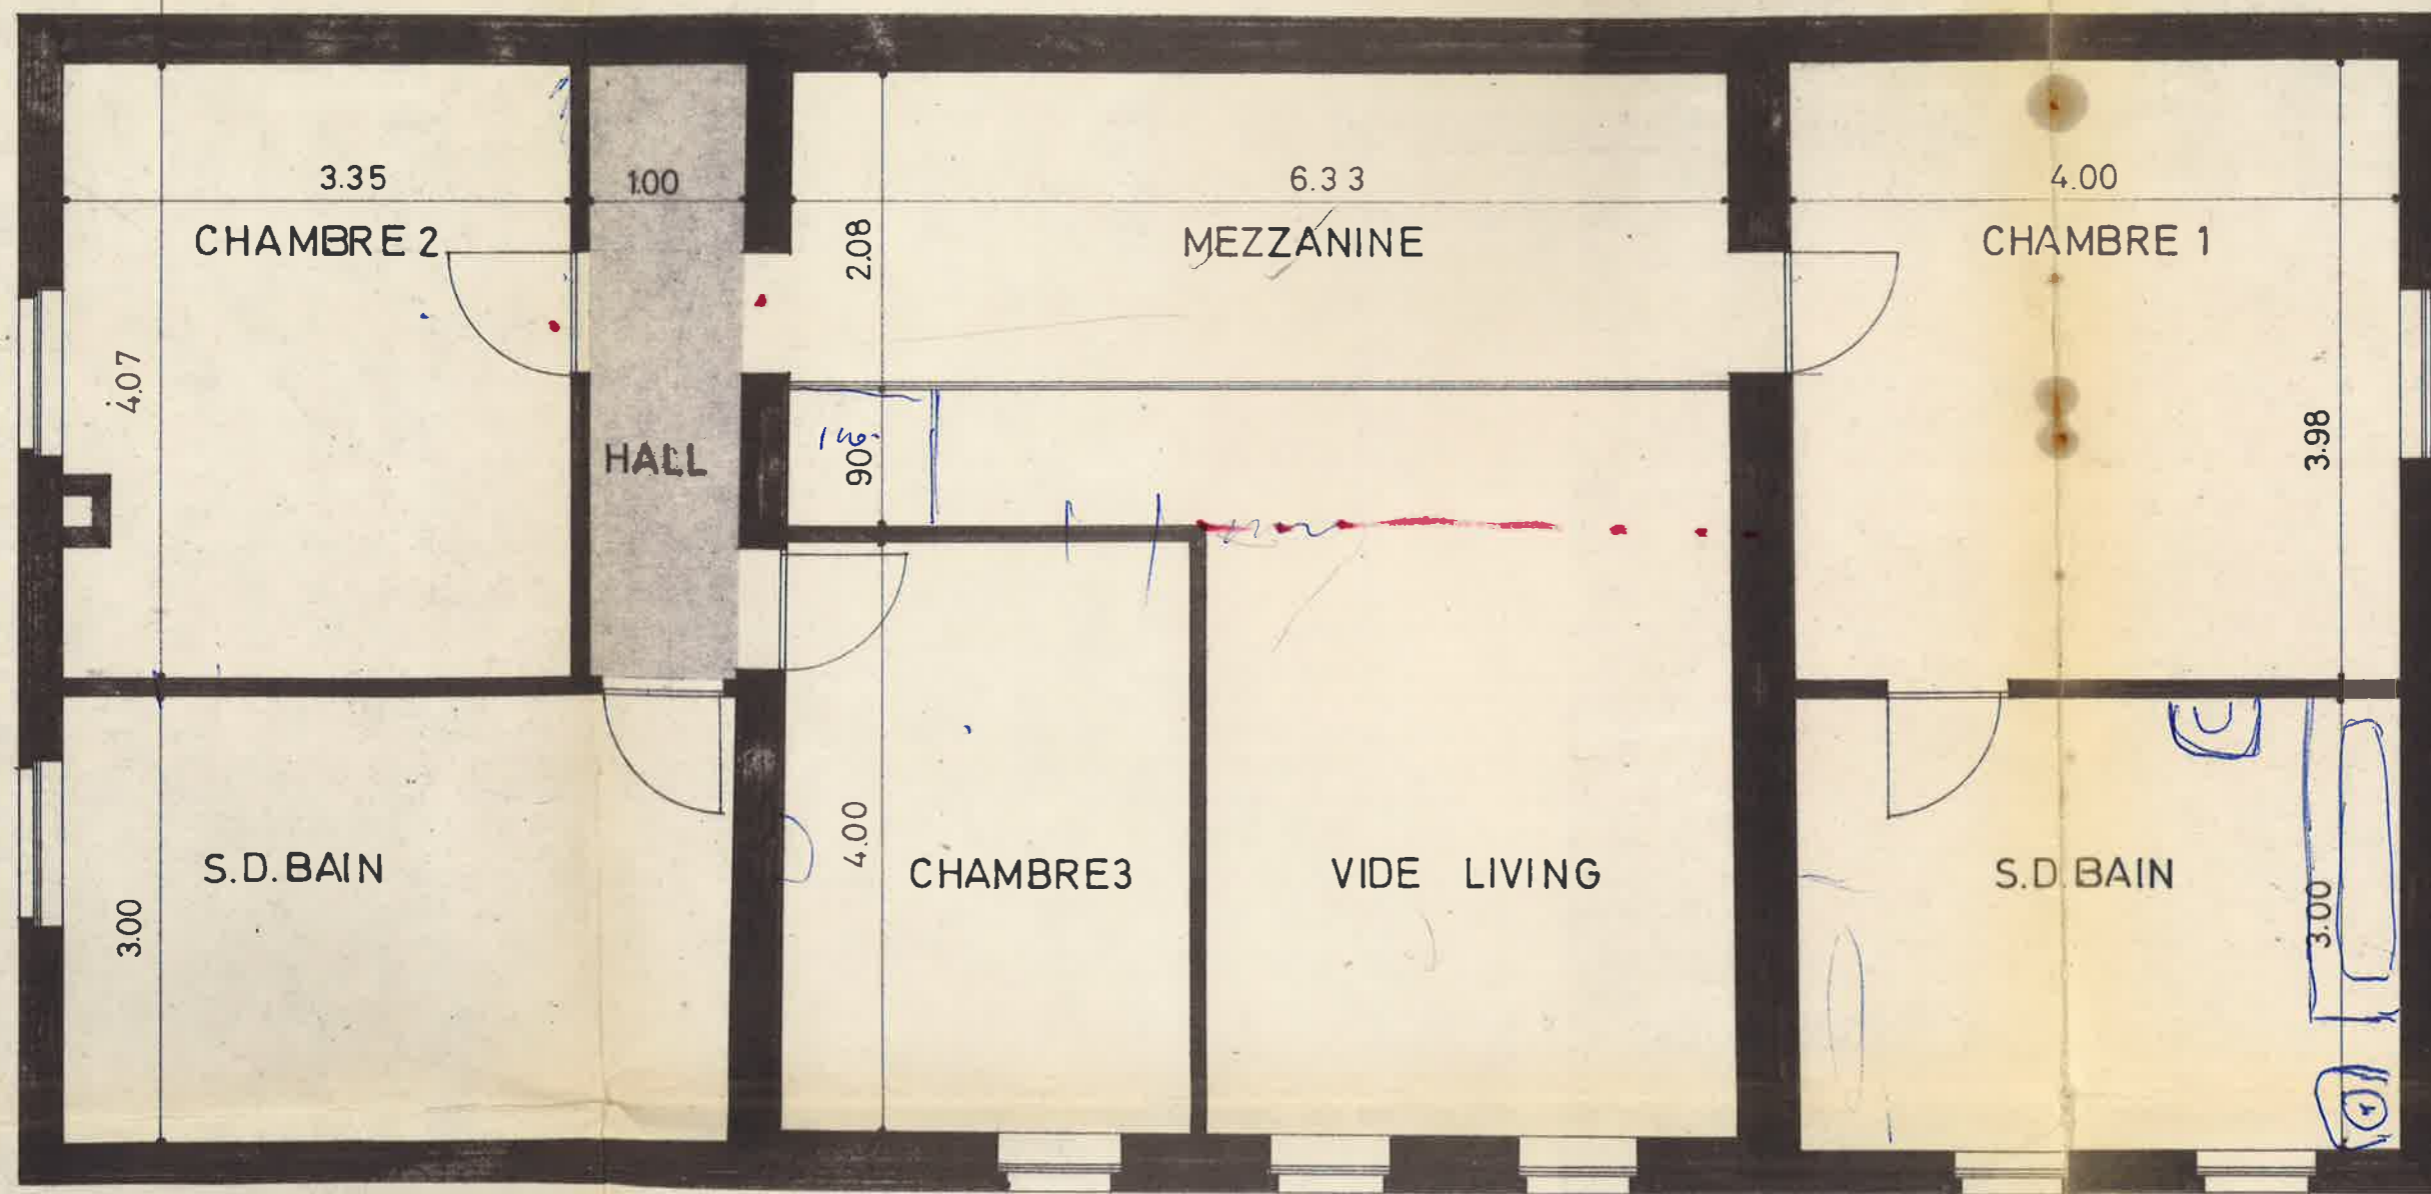 3.35
1.00
6.33
4.00
CHAMBRE 2
2.08
MEZZANINE
CHAMBRE 1
4.07
HALL
90
3.98
4.00
S.D.BAIN
CHAMBRE3
VIDE LIVING
S.D.BAIN
3.00
3.00